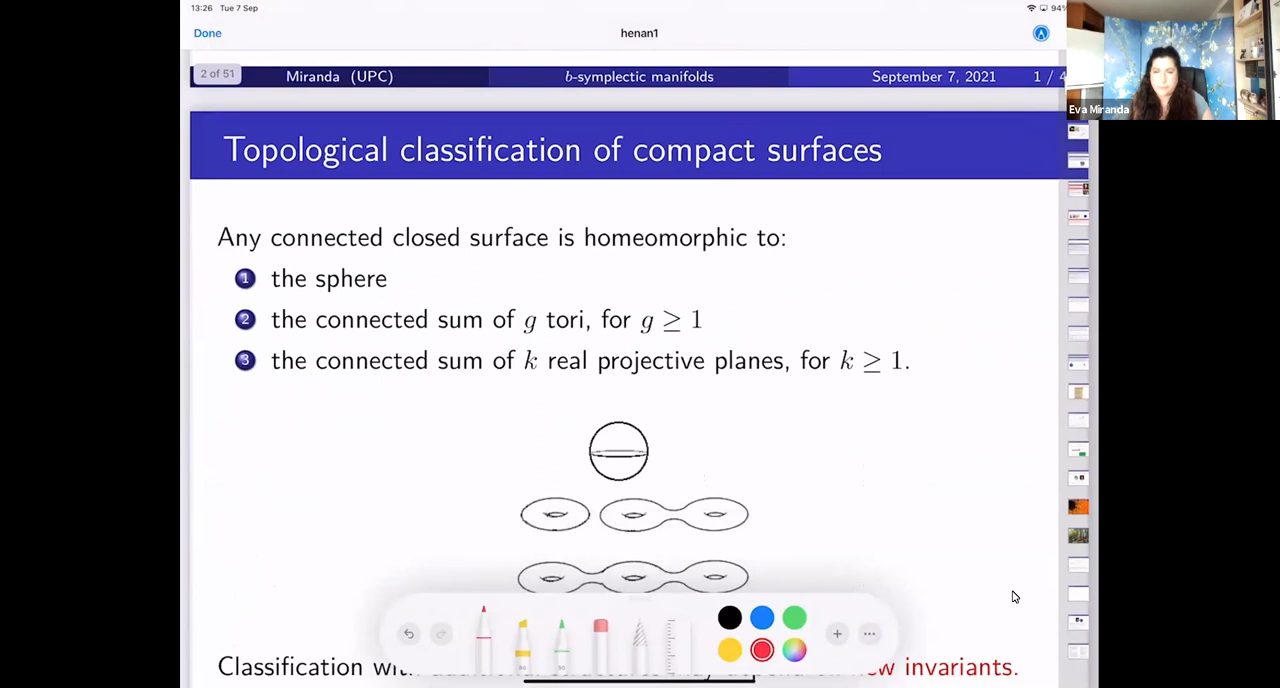 13:26 Tue 7 Sep
94%
Done
henan1
2 of 51
Miranda (UPC)
b-symplectic manifolds
September 7, 2021
1 / 4
Eva Miranda
Topological classification of compact surfaces
Any connected closed surface is homeomorphic to:
1 the sphere
2 the connected sum of g tori, for g ≥ 1
3 the connected sum of k real projective planes, for k ≥ 1.
Classification invariants.